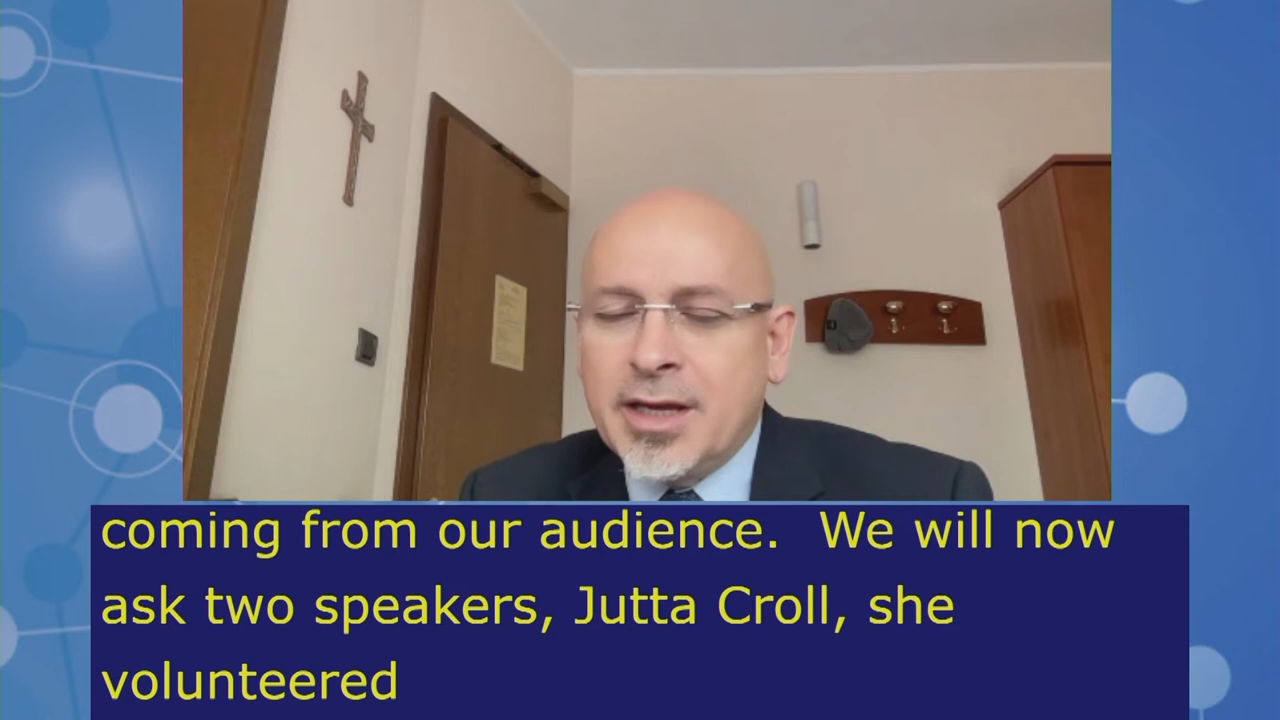 coming from our audience.  We will now
ask two speakers, Jutta Croll, she
volunteered